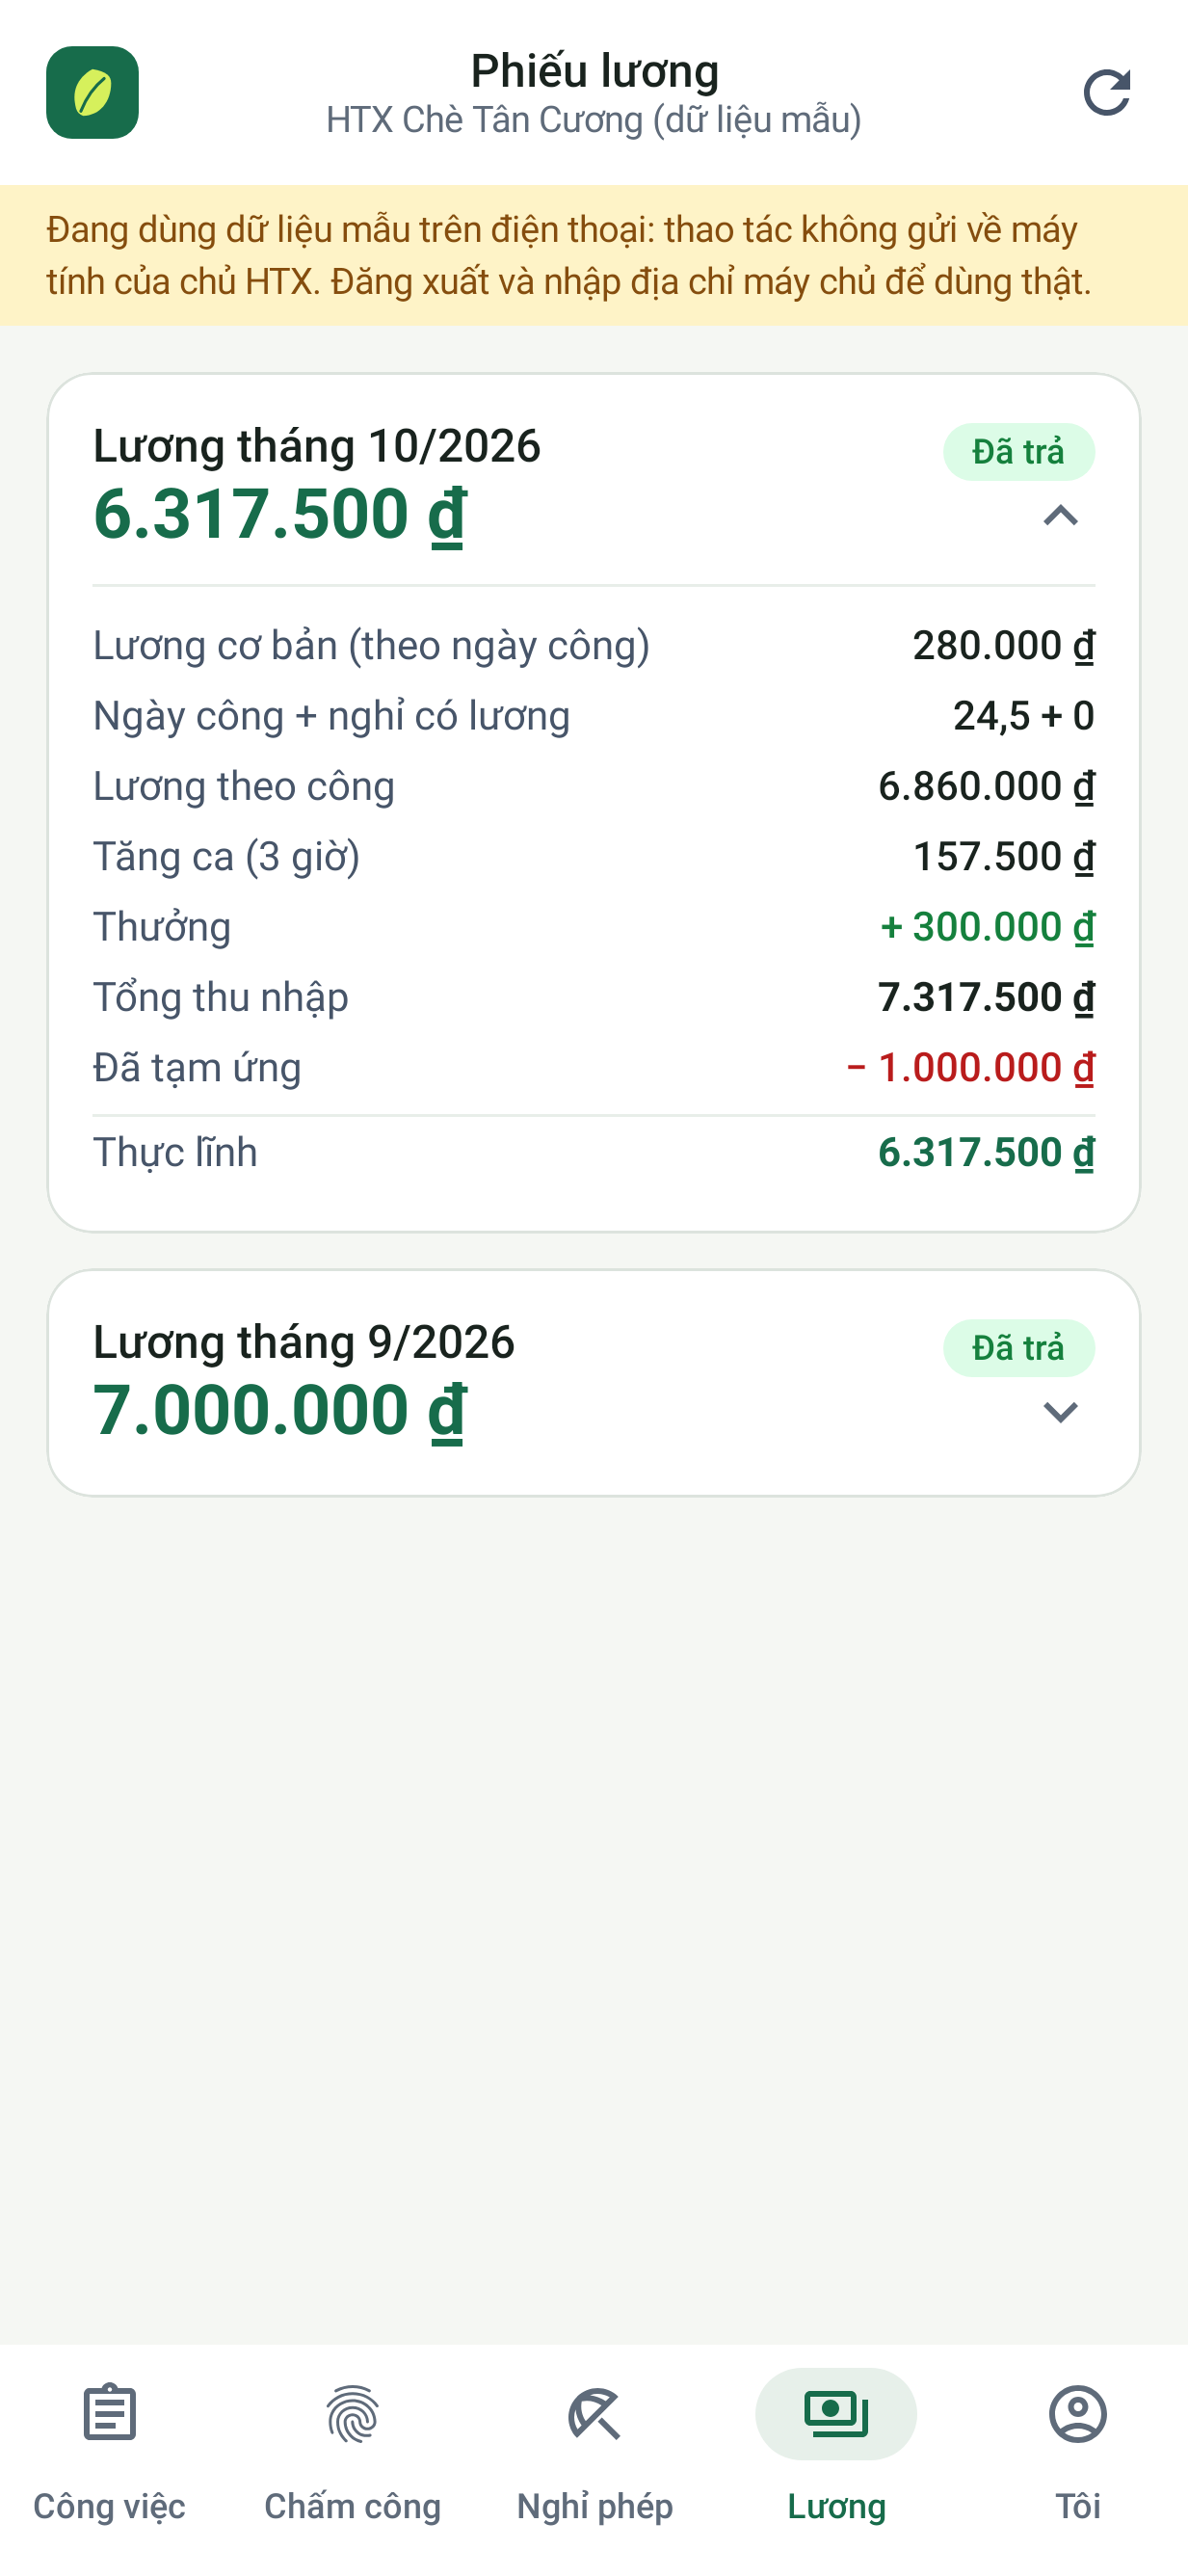 Phiếu lương
HTX Chè Tân Cương (dữ liệu mẫu)
Đang dùng dữ liệu mẫu trên điện thoại: thao tác không gửi về máy
tính của chủ HTX. Đăng xuất và nhập địa chỉ máy chủ để dùng thật.
Lương tháng 10/2026
Đã trả
6.317.500 ₫
Lương cơ bản (theo ngày công) 280.000 ₫
Ngày công + nghỉ có lương 24,5 + 0
Lương theo công 6.860.000 ₫
Tăng ca (3 giờ) 157.500 ₫
Thưởng + 300.000 ₫
Tổng thu nhập 7.317.500 ₫
Đã tạm ứng − 1.000.000 ₫
Thực lĩnh 6.317.500 ₫
Lương tháng 9/2026
Đã trả
7.000.000 ₫
Công việc Chấm công Nghỉ phép Lương Tôi